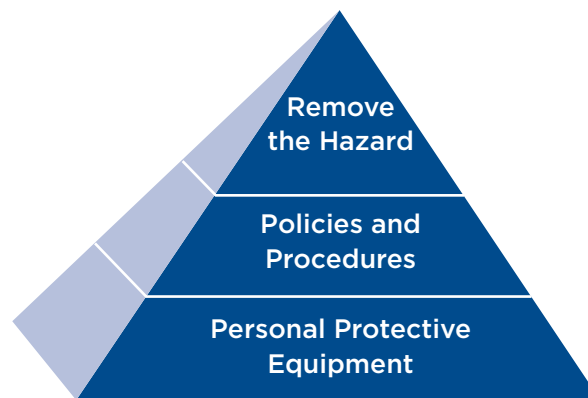 Remove
the Hazard
Policies and
Procedures
Personal Protective
Equipment